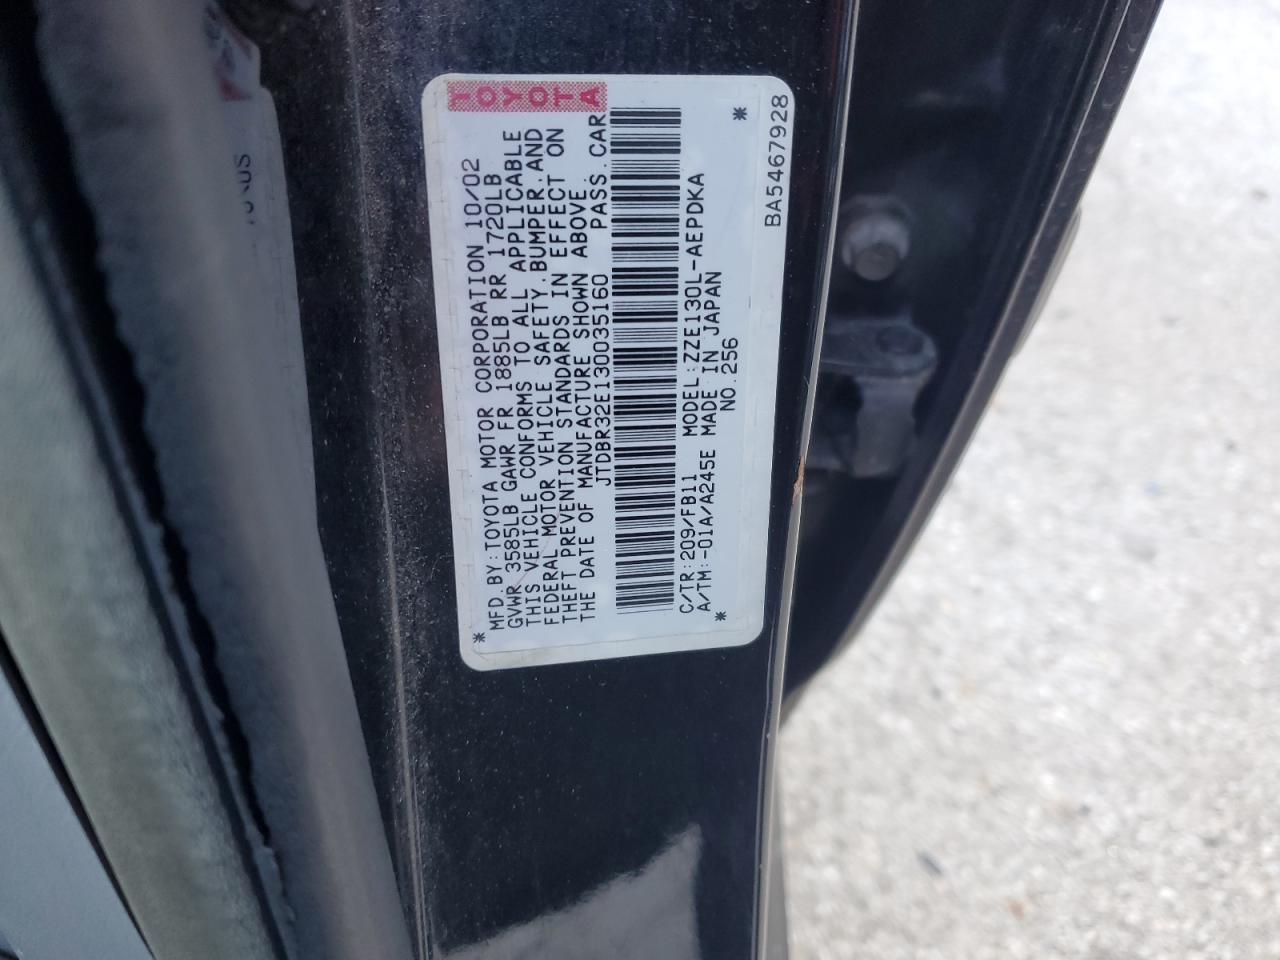 TOYOTA
* MFD.BY:TOYOTA MOTOR CORPORATION 10/02
GVWR 3585LB GAWR FR 1885LB RR 1720LB
THIS VEHICLE CONFORMS TO ALL APPLICABLE
FEDERAL MOTOR VEHICLE SAFETY,BUMPER,AND
THEFT PREVENTION STANDARDS IN EFFECT ON
THE DATE OF MANUFACTURE SHOWN ABOVE.
JTDBR32E130035160 PASS.CAR
C/TR:209/FB11 MODEL:ZZE130L-AEPDKA
A/TM:-01A/A245E MADE IN JAPAN
* NO.256 *
BA5467928